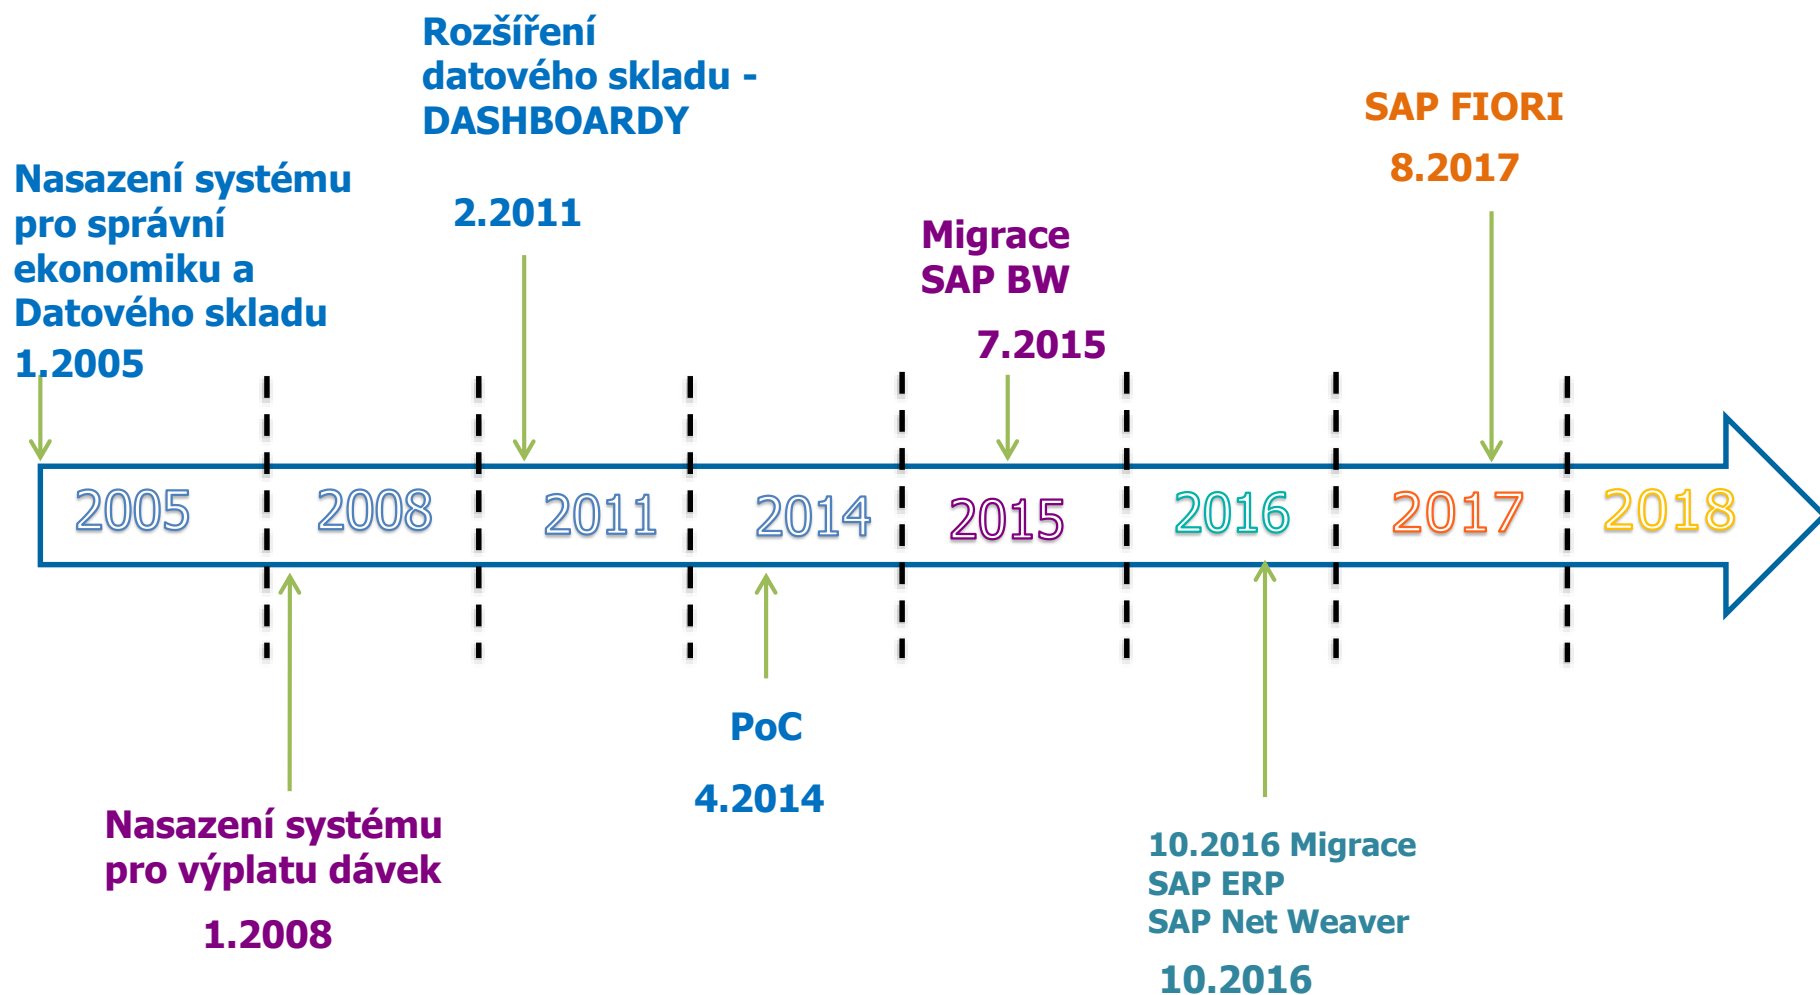 Rozšíření
datového skladu -
DASHBOARDY
2.2011
SAP FIORI
8.2017
Nasazení systému
pro správní
ekonomiku a
Datového skladu
1.2005
Migrace
SAP BW
7.2015
2005
2008
2011
2014
2015
2016
2017
2018
Nasazení systému
pro výplatu dávek
1.2008
PoC
4.2014
10.2016 Migrace
SAP ERP
SAP Net Weaver
10.2016